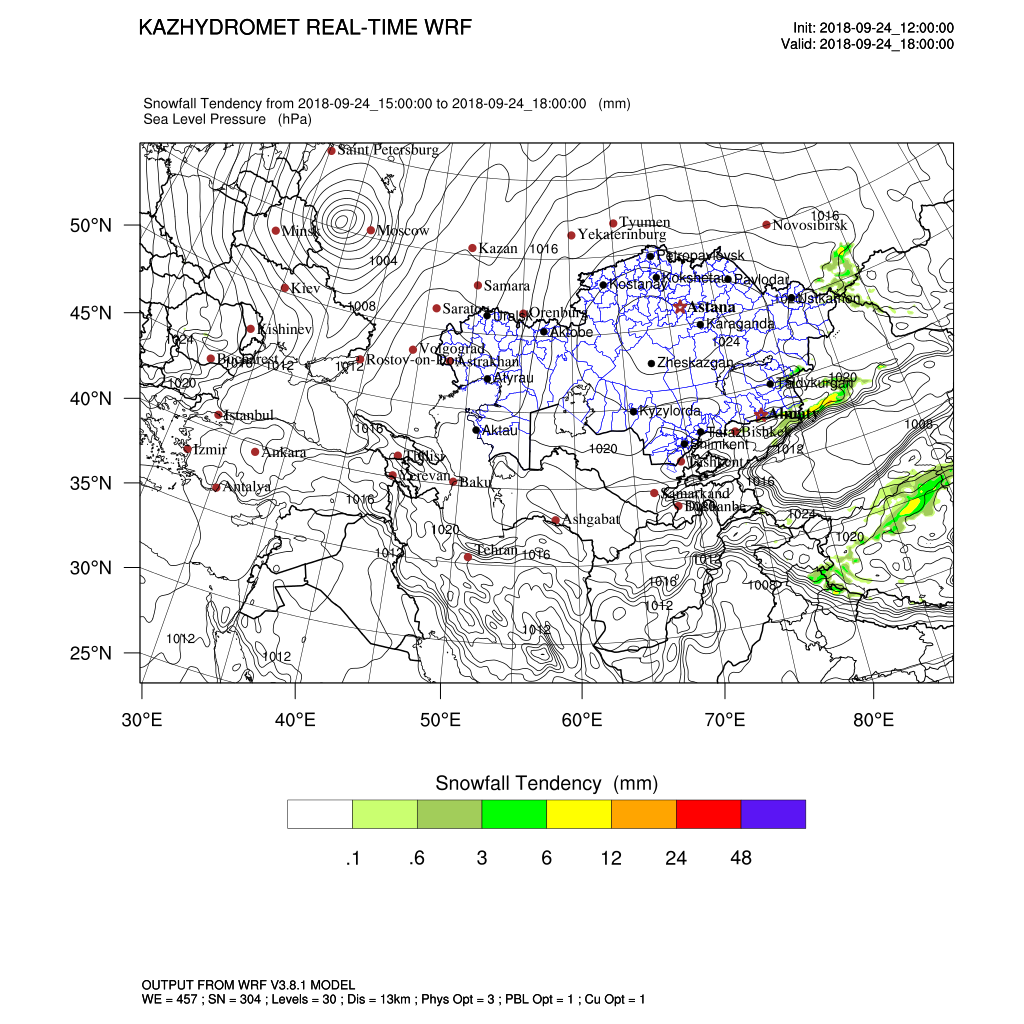 KAZHYDROMET REAL-TIME WRF
Init: 2018-09-24_12:00:00
Valid: 2018-09-24_18:00:00
Snowfall Tendency from 2018-09-24_15:00:00 to 2018-09-24_18:00:00 (mm)
Sea Level Pressure (hPa)
Saint Petersburg
Minsk
Moscow
Tyumen
Yekaterinburg
1016
Novosibirsk
Kazan
1016
Petropavlovsk
1004
Kiev
Samara
Kostanay
Kokshetau
Pavlodar
1008
Saratov
Uralsk
Orenburg
Astana
Ustkamen
Kishinev
Aktobe
Karaganda
1024
1024
Bucharest
1016
1012
1012
Rostov-on-Don
Volgograd
Astrakhan
Zheskazgan
1020
Atyrau
Taldykurgan
1020
Istanbul
Kyzylorda
Almaty
1016
Aktau
Taraz
Bishkek
1008
Izmir
Ankara
Tbilisi
Shimkent
1020
1012
Yerevan
Baku
Tashkent
1016
Antalya
1016
Samarkand
Dushanbe
1024
Ashgabat
1020
1020
Tehran
1012
1016
1012
1016
1008
1012
1012
1012
1012
50°N
45°N
40°N
35°N
30°N
25°N
30°E
40°E
50°E
60°E
70°E
80°E
Snowfall Tendency (mm)
.1
.6
3
6
12
24
48
OUTPUT FROM WRF V3.8.1 MODEL
WE = 457 ; SN = 304 ; Levels = 30 ; Dis = 13km ; Phys Opt = 3 ; PBL Opt = 1 ; Cu Opt = 1